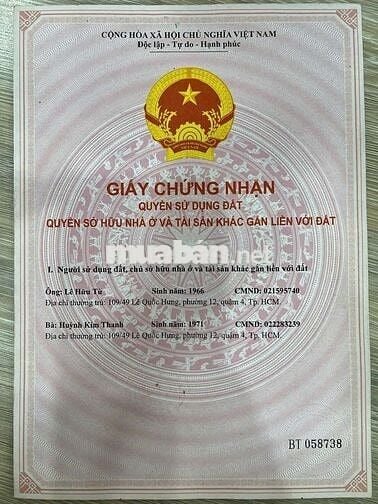 CỘNG HÒA XÃ HỘI CHỦ NGHĨA VIỆT NAM
Độc lập - Tự do - Hạnh phúc
VIỆT NAM
GIẤY CHỨNG NHẬN
QUYỀN SỬ DỤNG ĐẤT
QUYỀN SỞ HỮU NHÀ Ở VÀ TÀI SẢN KHÁC GẮN LIỀN VỚI ĐẤT
muaban.net
I. Người sử dụng đất, chủ sở hữu nhà ở và tài sản khác gắn liền với đất
Ông: Lê Hữu Từ Sinh năm: 1966 CMND: 021595740
Địa chỉ thường trú: 109/49 Lê Quốc Hưng, phường 12, quận 4, Tp. HCM.
Bà: Huỳnh Kim Thanh Sinh năm: 1971 CMND: 022283239
Địa chỉ thường trú: 109/49 Lê Quốc Hưng, phường 12, quận 4, Tp. HCM.
BT 058738